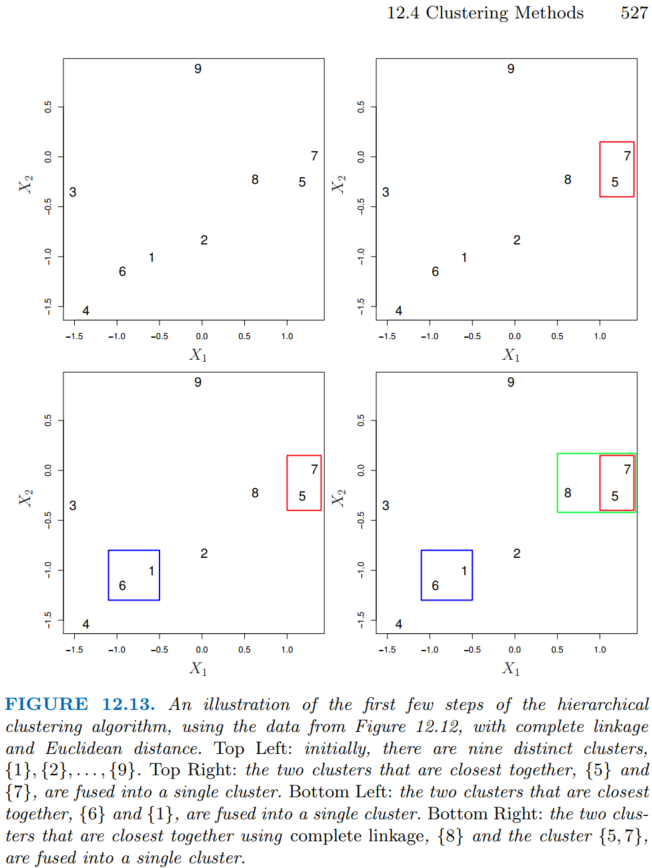 12.4 Clustering Methods 527
9
7
8 5
3
2
1
6
4
0.5
0.0
−0.5
−1.0
−1.5
X2
−1.5 −1.0 −0.5 0.0 0.5 1.0
X1
9
7
8 5
3
2
1
6
4
0.5
0.0
−0.5
−1.0
−1.5
X2
−1.5 −1.0 −0.5 0.0 0.5 1.0
X1
9
7
8 5
3
2
1
6
4
0.5
0.0
−0.5
−1.0
−1.5
X2
−1.5 −1.0 −0.5 0.0 0.5 1.0
X1
9
7
8 5
3
2
1
6
4
0.5
0.0
−0.5
−1.0
−1.5
X2
−1.5 −1.0 −0.5 0.0 0.5 1.0
X1
FIGURE 12.13. An illustration of the first few steps of the hierarchical
clustering algorithm, using the data from Figure 12.12, with complete linkage
and Euclidean distance. Top Left: initially, there are nine distinct clusters,
{1}, {2}, . . . , {9}. Top Right: the two clusters that are closest together, {5} and
{7}, are fused into a single cluster. Bottom Left: the two clusters that are closest
together, {6} and {1}, are fused into a single cluster. Bottom Right: the two clus-
ters that are closest together using complete linkage, {8} and the cluster {5, 7},
are fused into a single cluster.